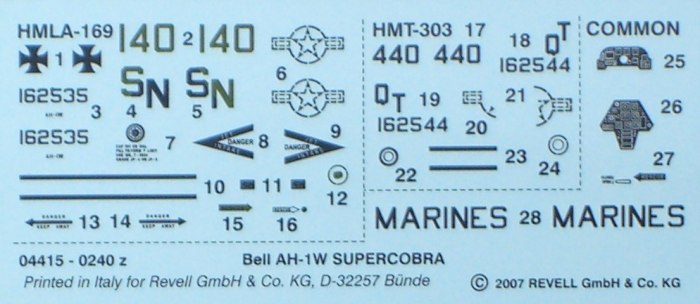 HMLA-169
140 2 140
1
SN SN
4 5
6
162535
3
162535
7
DANGER 8 DANGER
9
10 11 12
DANGER DANGER
13 14
15 16
HMT-303 17
440 440
18 QT
162544
QT 19
162544
20 21
22 23 24
COMMON
25
26
27
RESCUE
MARINES 28 MARINES
04415 - 0240 z Bell AH-1W SUPERCOBRA
Printed in Italy for Revell GmbH & Co. KG, D-32257 Bünde © 2007 REVELL GmbH & Co. KG